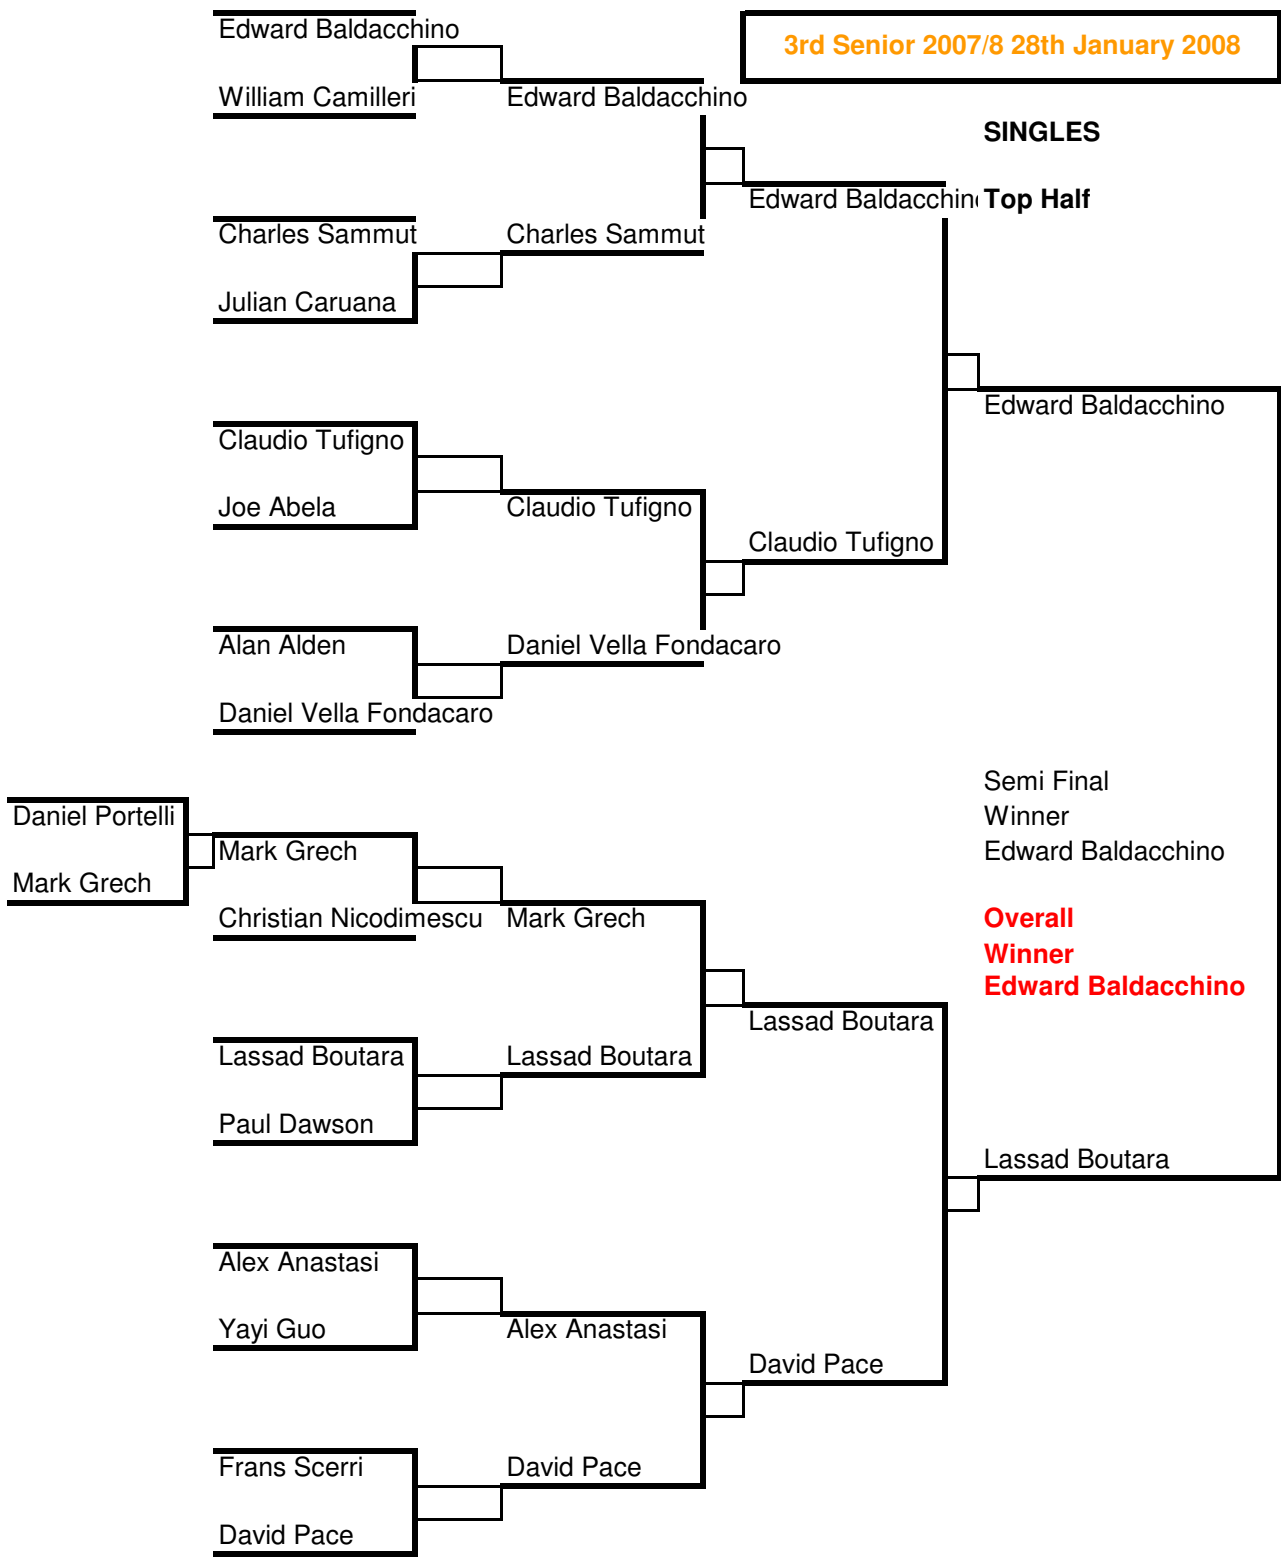 Edward Baldacchino
3rd Senior 2007/8 28th January 2008
William Camilleri
Edward Baldacchino
SINGLES
Edward Baldacchin
Top Half
Charles Sammut
Charles Sammut
Julian Caruana
Edward Baldacchino
Claudio Tufigno
Joe Abela
Claudio Tufigno
Claudio Tufigno
Alan Alden
Daniel Vella Fondacaro
Daniel Vella Fondacaro
Semi Final
Daniel Portelli
Winner
Mark Grech
Edward Baldacchino
Mark Grech
Christian Nicodimescu
Mark Grech
Overall
Winner
Edward Baldacchino
Lassad Boutara
Lassad Boutara
Lassad Boutara
Paul Dawson
Lassad Boutara
Alex Anastasi
Yayi Guo
Alex Anastasi
David Pace
Frans Scerri
David Pace
David Pace